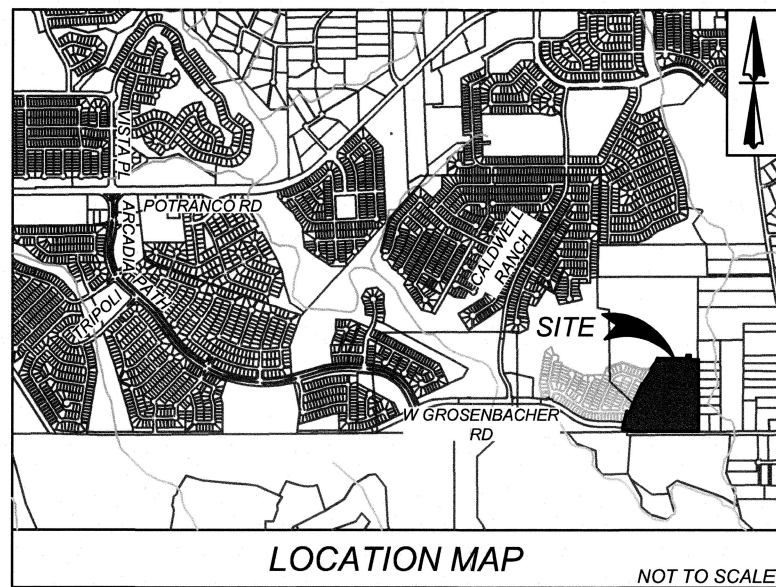 VISTA PL
POTRANCO RD
ARCADIA PATH
TRIPOLI
CALDWELL
RANCH
SITE
W GROSENBACHER
RD
LOCATION MAP
NOT TO SCALE